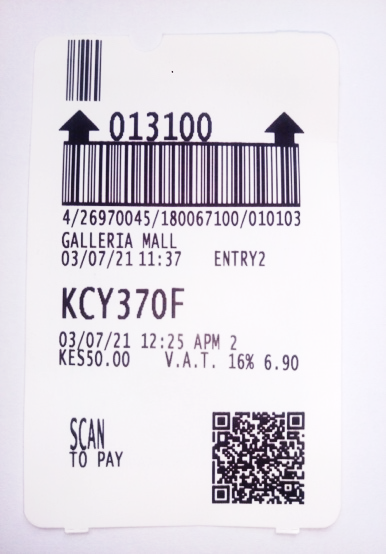 013100
4/26970045/180067100/010103
GALLERIA MALL
03/07/21 11:37 ENTRY2
KCY370F
03/07/21 12:25 APM 2
KES50.00 V.A.T. 16% 6.90
SCAN
TO PAY